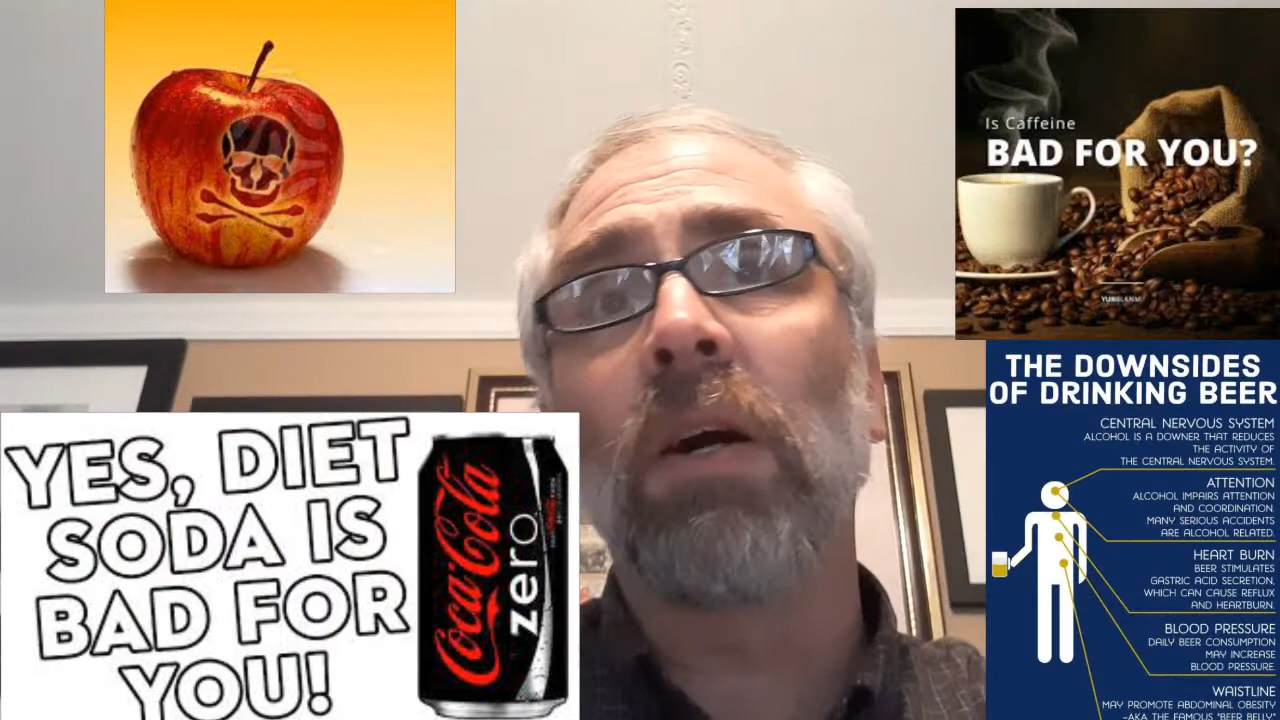 Is Caffeine
BAD FOR YOU?
YES, DIET
SODA IS
BAD FOR
YOU!
Coca-Cola
zero
THE DOWNSIDES
OF DRINKING BEER
CENTRAL NERVOUS SYSTEM
ALCOHOL IS A DOWNER THAT REDUCES
THE ACTIVITY OF
THE CENTRAL NERVOUS SYSTEM.
ATTENTION
ALCOHOL IMPAIRS ATTENTION
AND COORDINATION.
MANY SERIOUS ACCIDENTS
ARE ALCOHOL RELATED.
HEART BURN
BEER STIMULATES
GASTRIC ACID SECRETION,
WHICH CAN CAUSE REFLUX
AND HEARTBURN.
BLOOD PRESSURE
DAILY BEER CONSUMPTION
MAY INCREASE
BLOOD PRESSURE.
WAISTLINE
MAY PROMOTE ABDOMINAL OBESITY
-AKA THE FAMOUS "BEER BELLY"